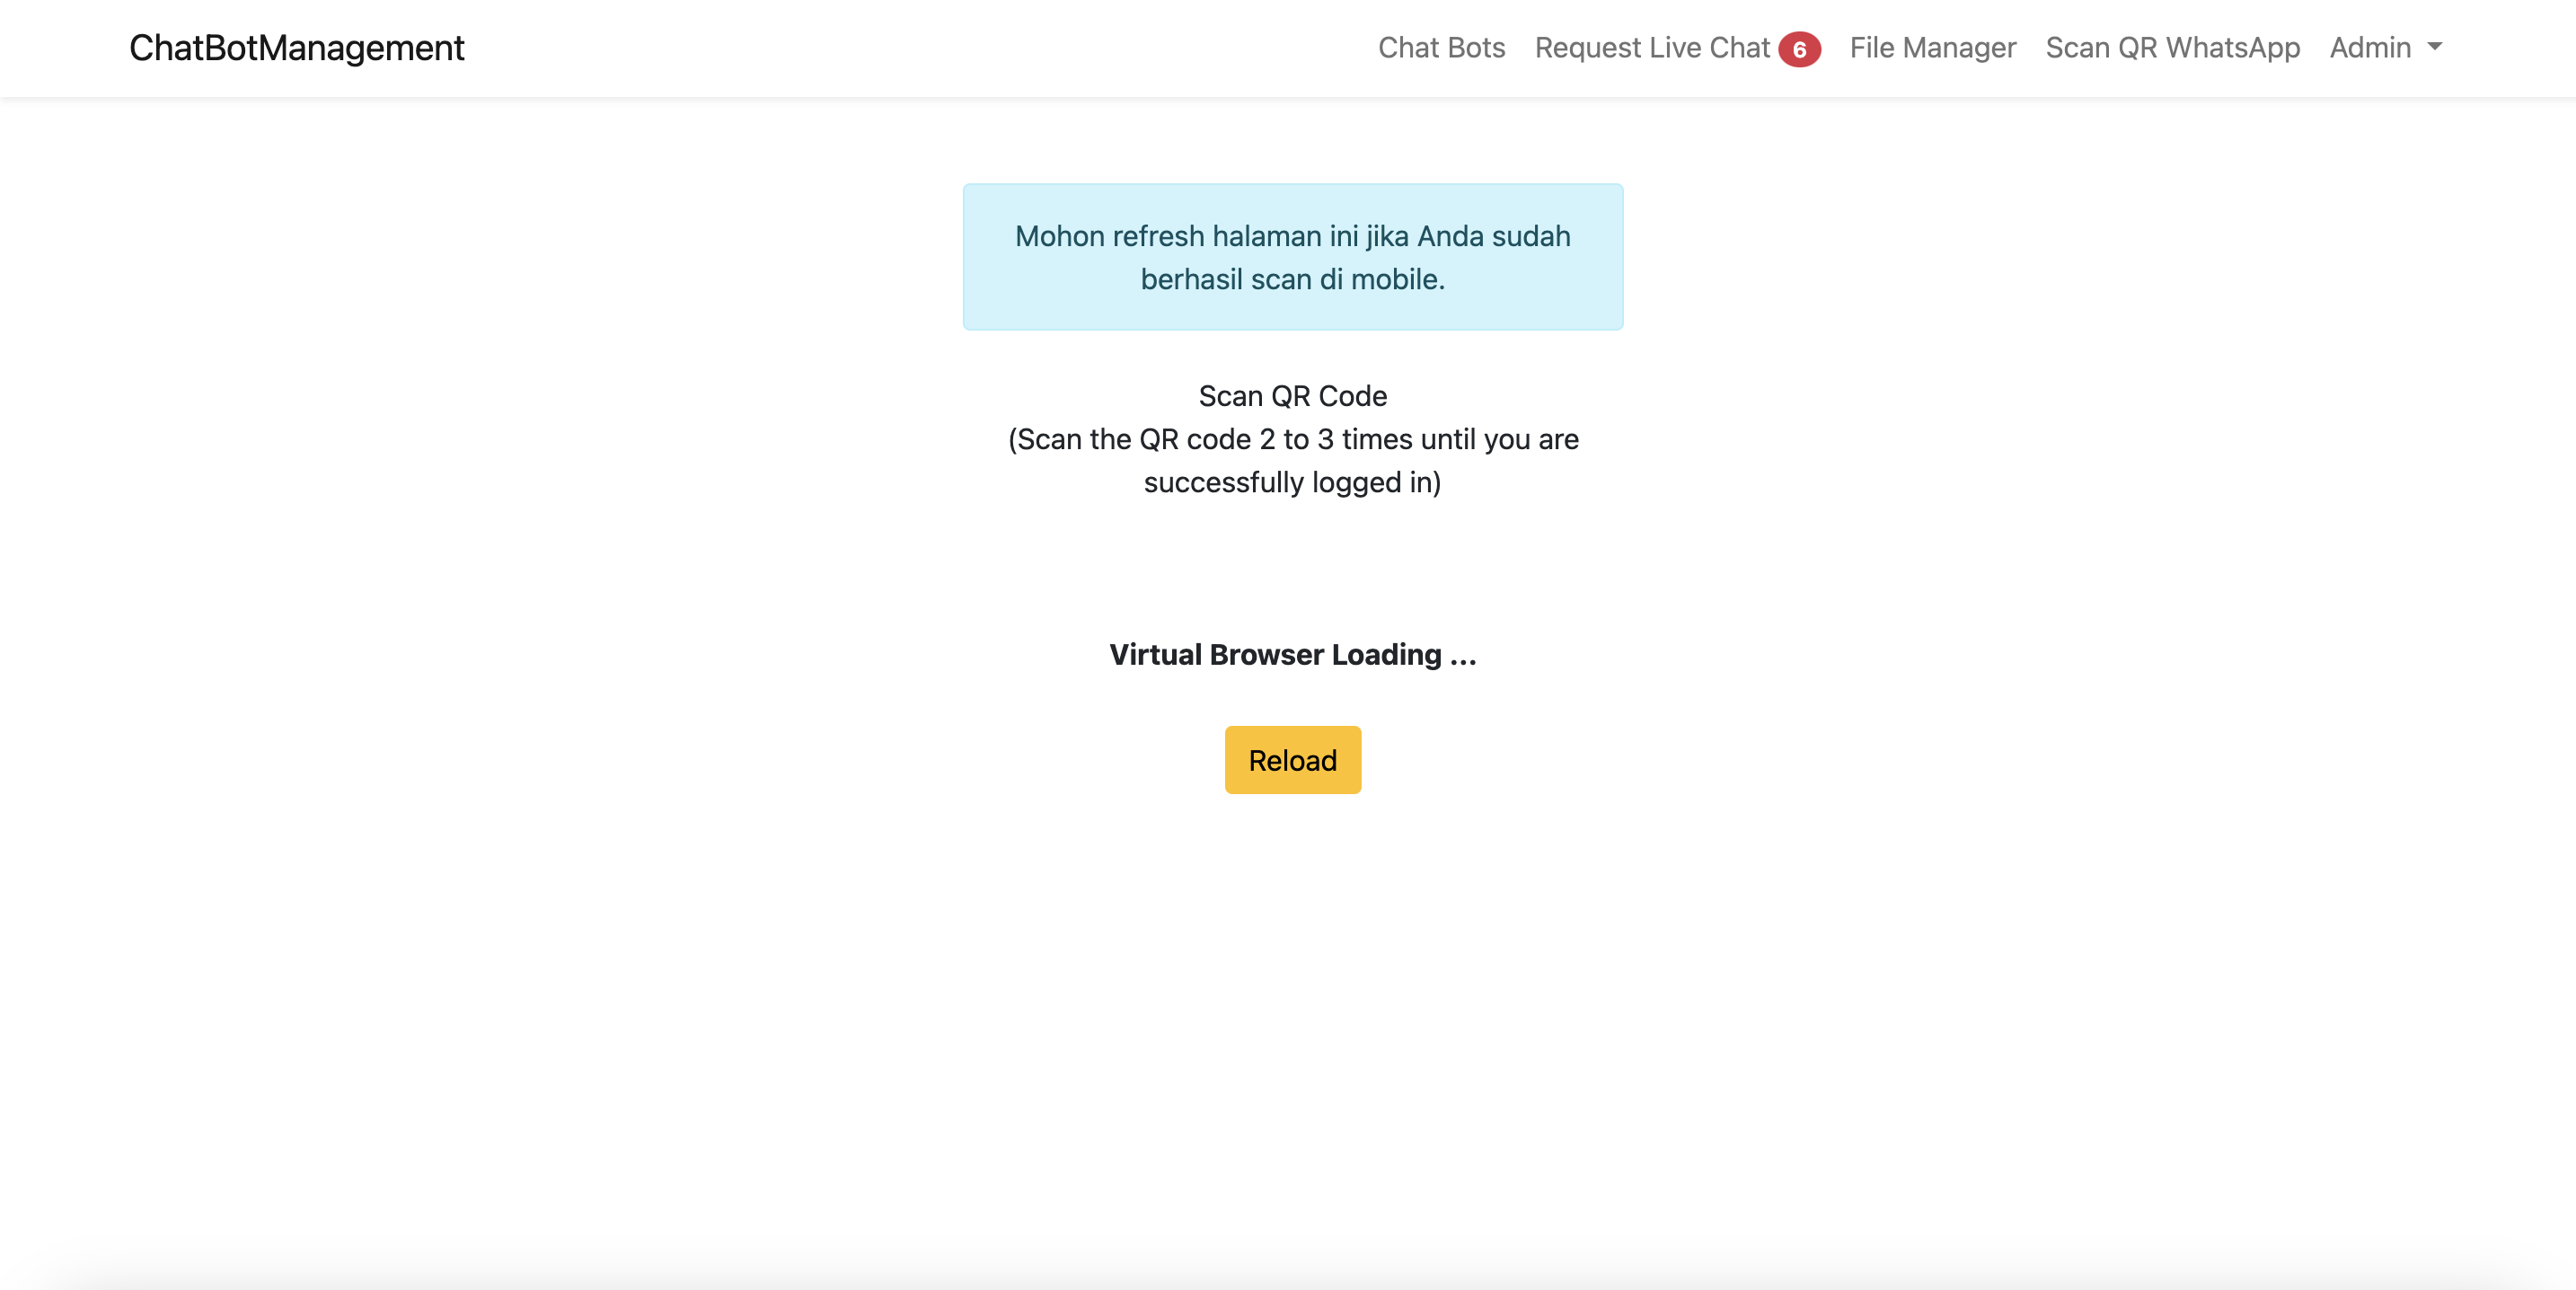 ChatBotManagement
Chat Bots Request Live Chat 6 File Manager Scan QR WhatsApp Admin
Mohon refresh halaman ini jika Anda sudah
berhasil scan di mobile.
Scan QR Code
(Scan the QR code 2 to 3 times until you are
successfully logged in)
Virtual Browser Loading ...
Reload